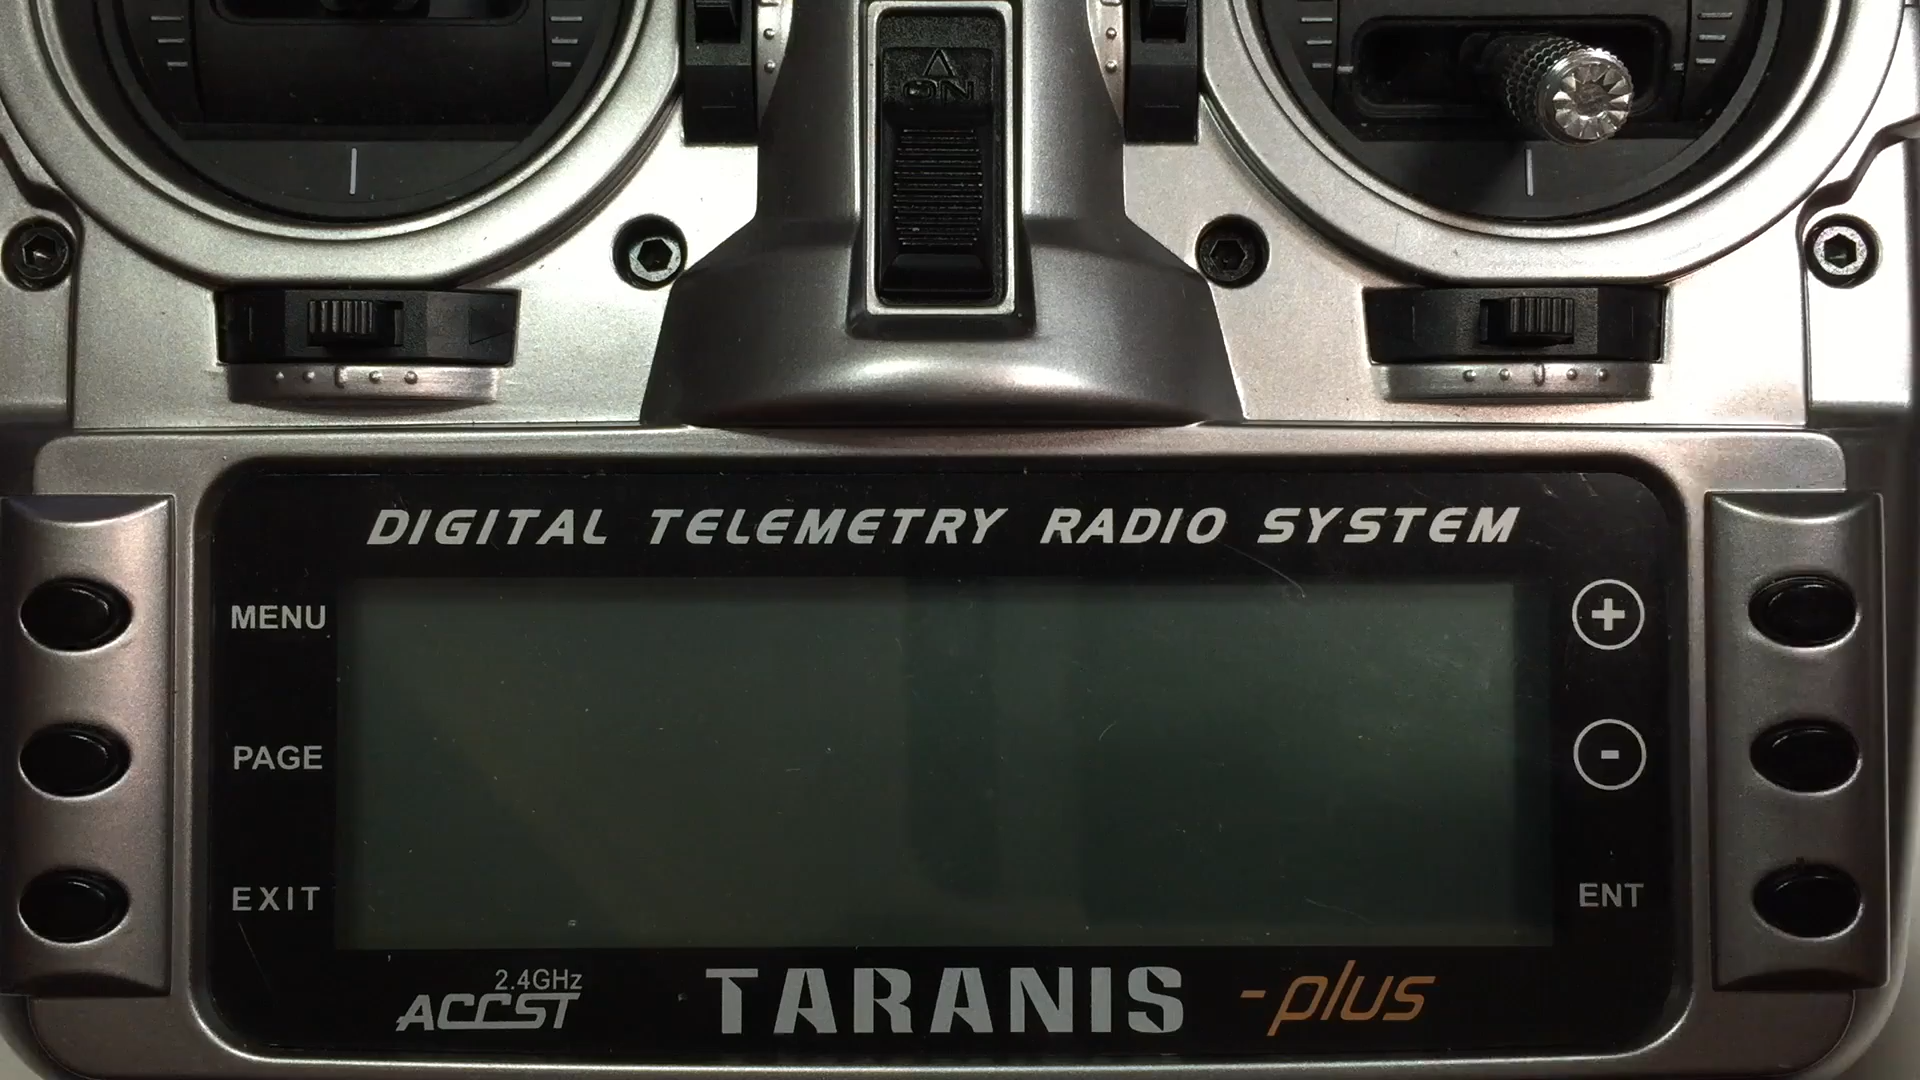 ON
DIGITAL TELEMETRY RADIO SYSTEM
MENU
+
PAGE
-
EXIT
ENT
2.4GHz
ACCST
TARANIS -plus